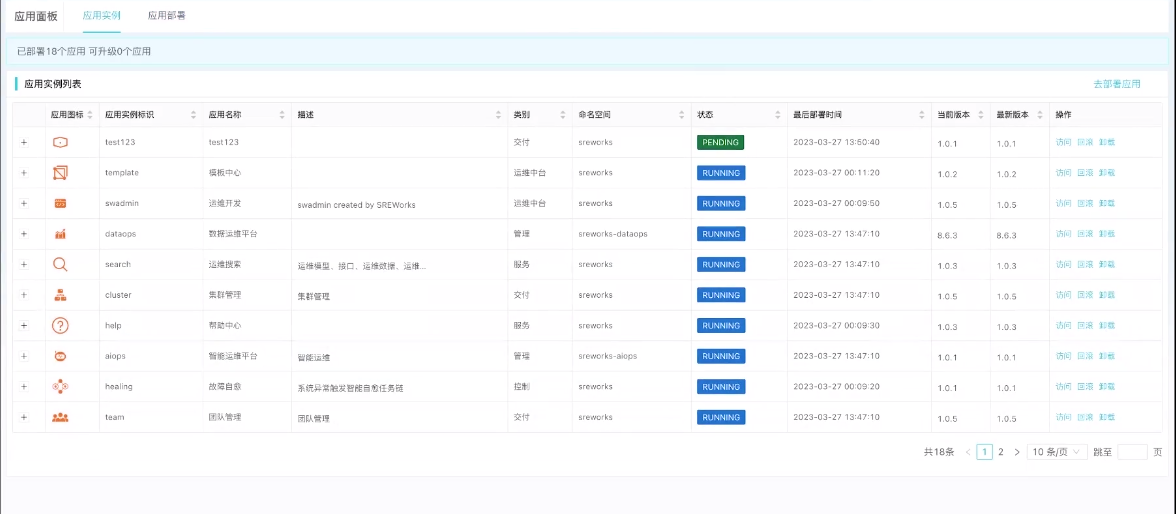 应用面板 应用实例 应用部署
已部署18个应用 可升级0个应用
应用实例列表 去部署应用
应用图标 应用实例标识 应用名称 描述 类别 命名空间 状态 最后部署时间 当前版本 最新版本 操作
+ test123 test123 交付 sreworks PENDING 2023-03-27 13:50:40 1.0.1 1.0.1 访问 回滚 卸载
+ template 模板中心 运维中台 sreworks RUNNING 2023-03-27 00:11:20 1.0.2 1.0.2 访问 回滚 卸载
+ swadmin 运维开发 swadmin created by SREWorks 运维中台 sreworks RUNNING 2023-03-27 00:09:50 1.0.5 1.0.5 访问 回滚 卸载
+ dataops 数据运维平台 管理 sreworks-dataops RUNNING 2023-03-27 13:47:10 8.6.3 8.6.3 访问 回滚 卸载
+ search 运维搜索 运维模型、接口、运维数据、运维... 服务 sreworks RUNNING 2023-03-27 13:47:10 1.0.3 1.0.3 访问 回滚 卸载
+ cluster 集群管理 集群管理 交付 sreworks RUNNING 2023-03-27 13:47:10 1.0.5 1.0.5 访问 回滚 卸载
+ help 帮助中心 服务 sreworks RUNNING 2023-03-27 00:09:30 1.0.3 1.0.3 访问 回滚 卸载
+ aiops 智能运维平台 智能运维 管理 sreworks-aiops RUNNING 2023-03-27 13:47:10 1.0.1 1.0.1 访问 回滚 卸载
+ healing 故障自愈 系统异常触发智能自愈任务链 控制 sreworks RUNNING 2023-03-27 00:09:20 1.0.1 1.0.1 访问 回滚 卸载
+ team 团队管理 团队管理 交付 sreworks RUNNING 2023-03-27 13:47:10 1.0.5 1.0.5 访问 回滚 卸载
共18条 < 1 2 > 10 条/页 跳至 页